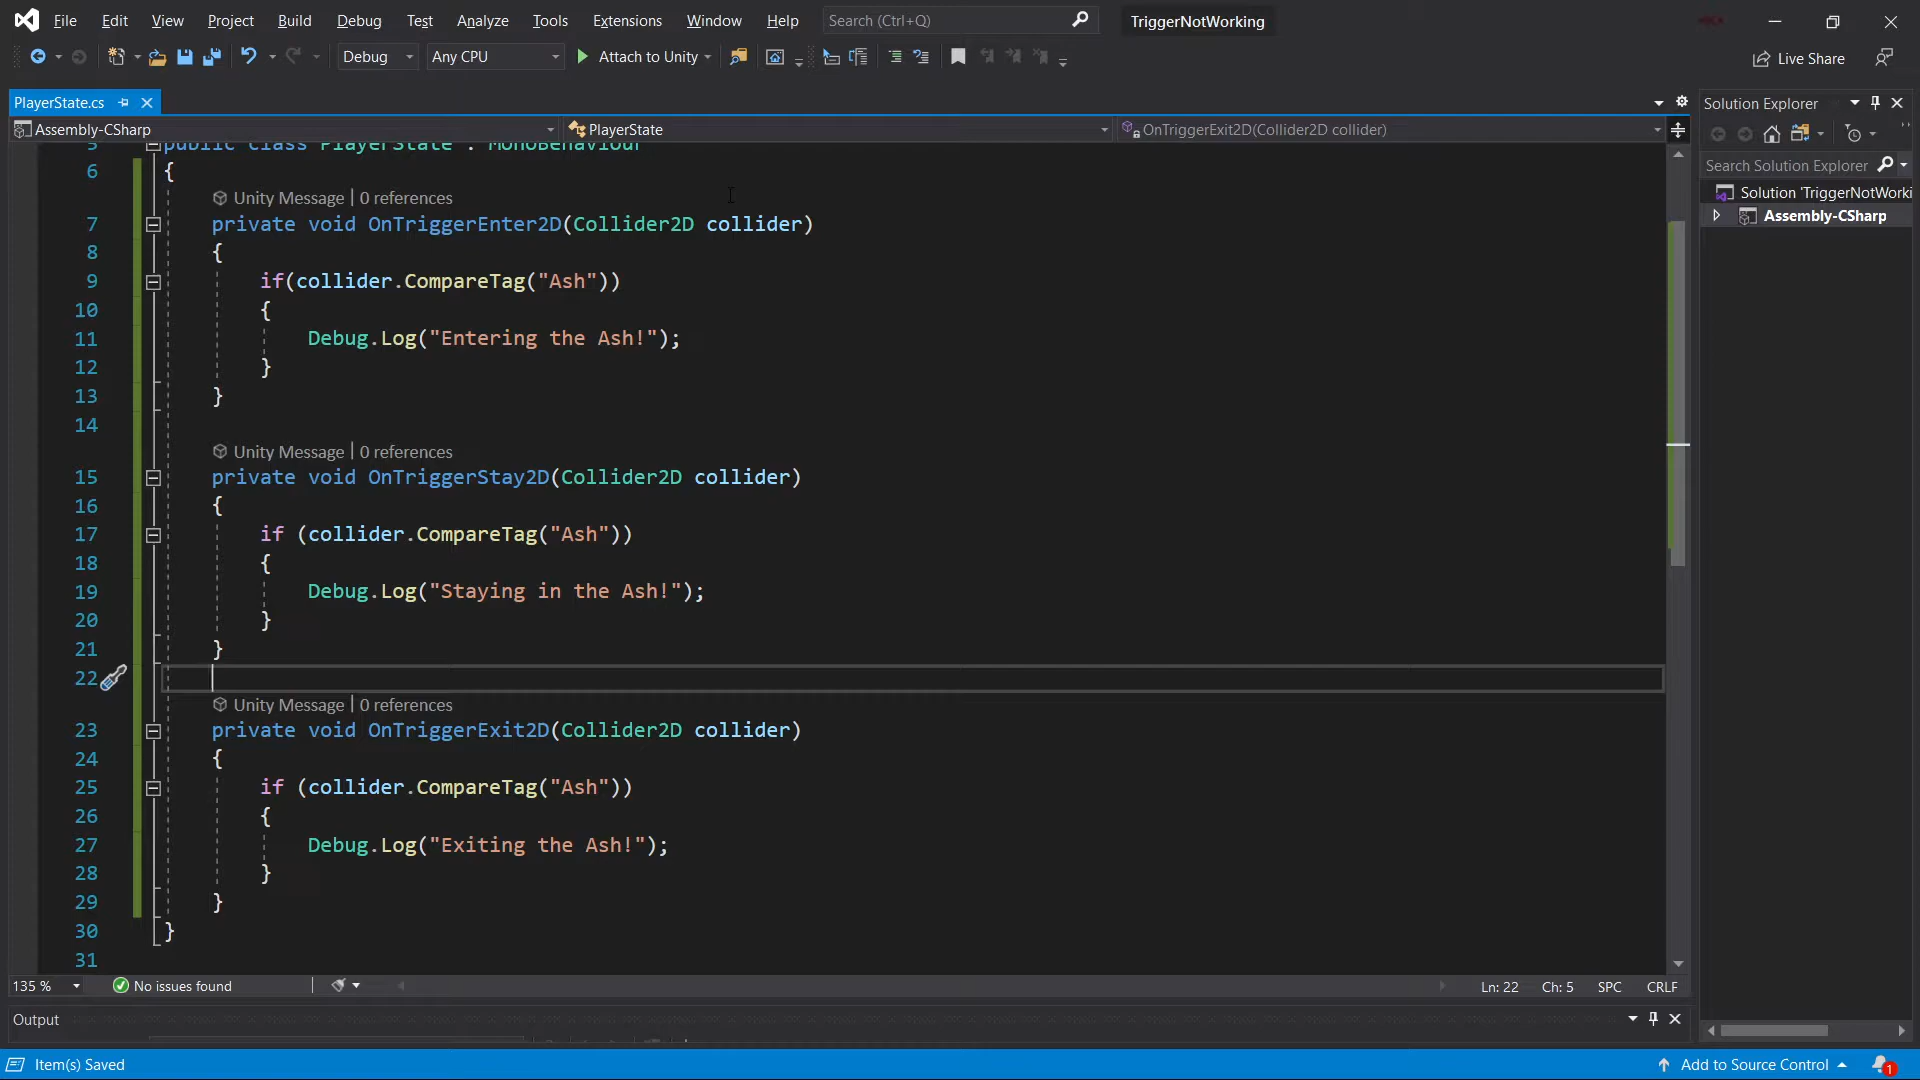 File Edit View Project Build Debug Test Analyze Tools Extensions Window Help Search (Ctrl+Q) TriggerNotWorking
Debug Any CPU Attach to Unity Live Share
PlayerState.cs
Assembly-CSharp PlayerState OnTriggerExit2D(Collider2D collider)
5 public class PlayerState : MonoBehaviour
6 {
Unity Message | 0 references
7 private void OnTriggerEnter2D(Collider2D collider)
8 {
9 if(collider.CompareTag("Ash"))
10 {
11 Debug.Log("Entering the Ash!");
12 }
13 }
14
Unity Message | 0 references
15 private void OnTriggerStay2D(Collider2D collider)
16 {
17 if (collider.CompareTag("Ash"))
18 {
19 Debug.Log("Staying in the Ash!");
20 }
21 }
22
Unity Message | 0 references
23 private void OnTriggerExit2D(Collider2D collider)
24 {
25 if (collider.CompareTag("Ash"))
26 {
27 Debug.Log("Exiting the Ash!");
28 }
29 }
30 }
31
135 % No issues found Ln: 22 Ch: 5 SPC CRLF
Output
Item(s) Saved Add to Source Control 1
Solution Explorer
Search Solution Explorer
Solution 'TriggerNotWorki
Assembly-CSharp